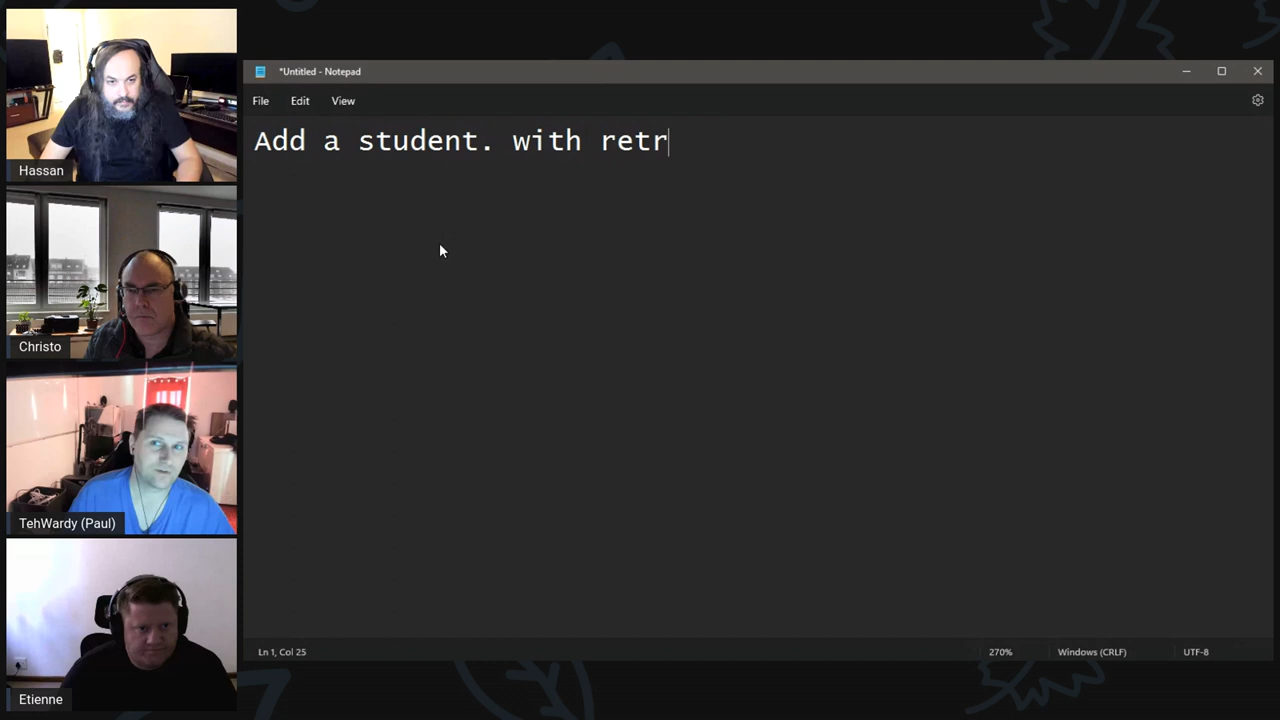 Hassan
Christo
TehWardy (Paul)
Etienne
*Untitled - Notepad
File Edit View
Add a student. with retr
Ln 1, Col 25 270% Windows (CRLF) UTF-8